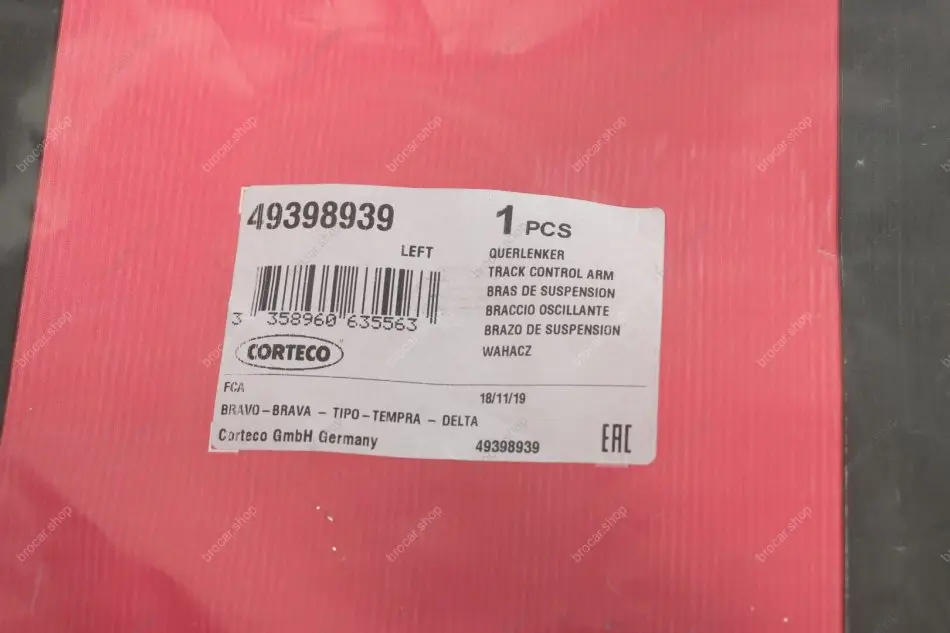 49398939
LEFT
3 358960 635563
CORTECO
1 PCS
QUERLENKER
TRACK CONTROL ARM
BRAS DE SUSPENSION
BRACCIO OSCILLANTE
BRAZO DE SUSPENSION
WAHACZ
FCA
18/11/19
BRAVO-BRAVA - TIPO-TEMPRA - DELTA
Corteco GmbH Germany
49398939
EAC
brocar.shop